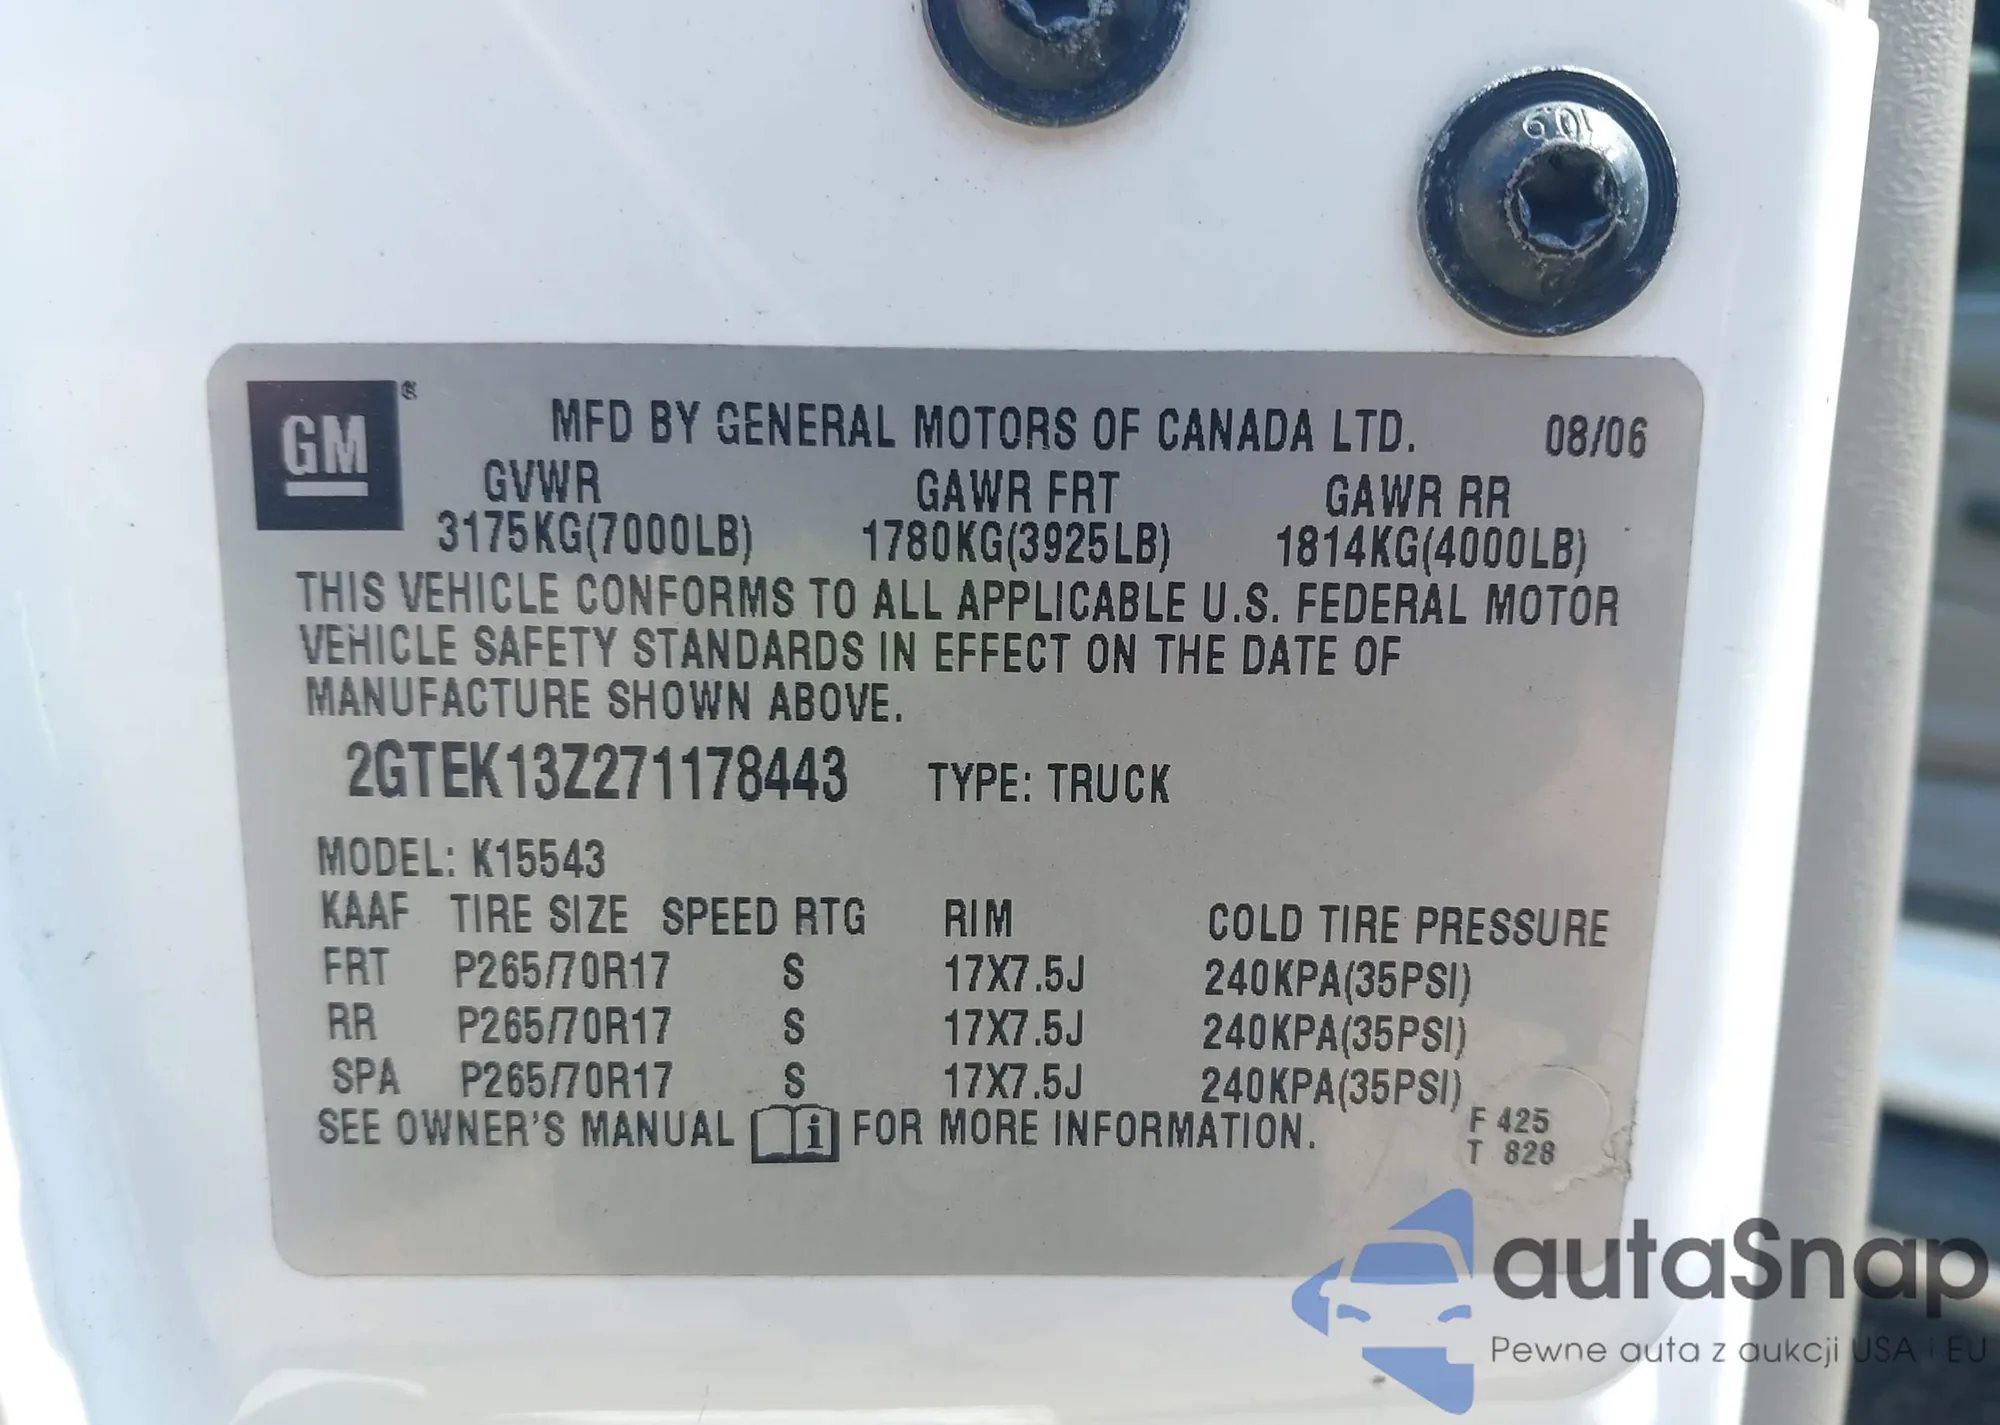 10.9
GM®
MFD BY GENERAL MOTORS OF CANADA LTD. 08/06
GVWR GAWR FRT GAWR RR
3175KG(7000LB) 1780KG(3925LB) 1814KG(4000LB)
THIS VEHICLE CONFORMS TO ALL APPLICABLE U.S. FEDERAL MOTOR
VEHICLE SAFETY STANDARDS IN EFFECT ON THE DATE OF
MANUFACTURE SHOWN ABOVE.
2GTEK13Z271178443 TYPE: TRUCK
MODEL: K15543
KAAF TIRE SIZE SPEED RTG RIM COLD TIRE PRESSURE
FRT P265/70R17 S 17X7.5J 240KPA(35PSI)
RR P265/70R17 S 17X7.5J 240KPA(35PSI)
SPA P265/70R17 S 17X7.5J 240KPA(35PSI)
SEE OWNER'S MANUAL i FOR MORE INFORMATION.
F 425
T 828
autaSnap
Pewne auta z aukcji USA i EU